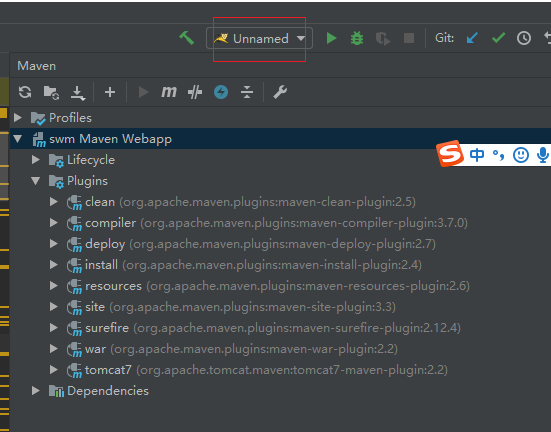 Unnamed
Git:
Maven
m
Profiles
swm Maven Webapp
Lifecycle
S 中
Plugins
clean (org.apache.maven.plugins:maven-clean-plugin:2.5)
compiler (org.apache.maven.plugins:maven-compiler-plugin:3.7.0)
deploy (org.apache.maven.plugins:maven-deploy-plugin:2.7)
install (org.apache.maven.plugins:maven-install-plugin:2.4)
resources (org.apache.maven.plugins:maven-resources-plugin:2.6)
site (org.apache.maven.plugins:maven-site-plugin:3.3)
surefire (org.apache.maven.plugins:maven-surefire-plugin:2.12.4)
war (org.apache.maven.plugins:maven-war-plugin:2.2)
tomcat7 (org.apache.tomcat.maven:tomcat7-maven-plugin:2.2)
Dependencies